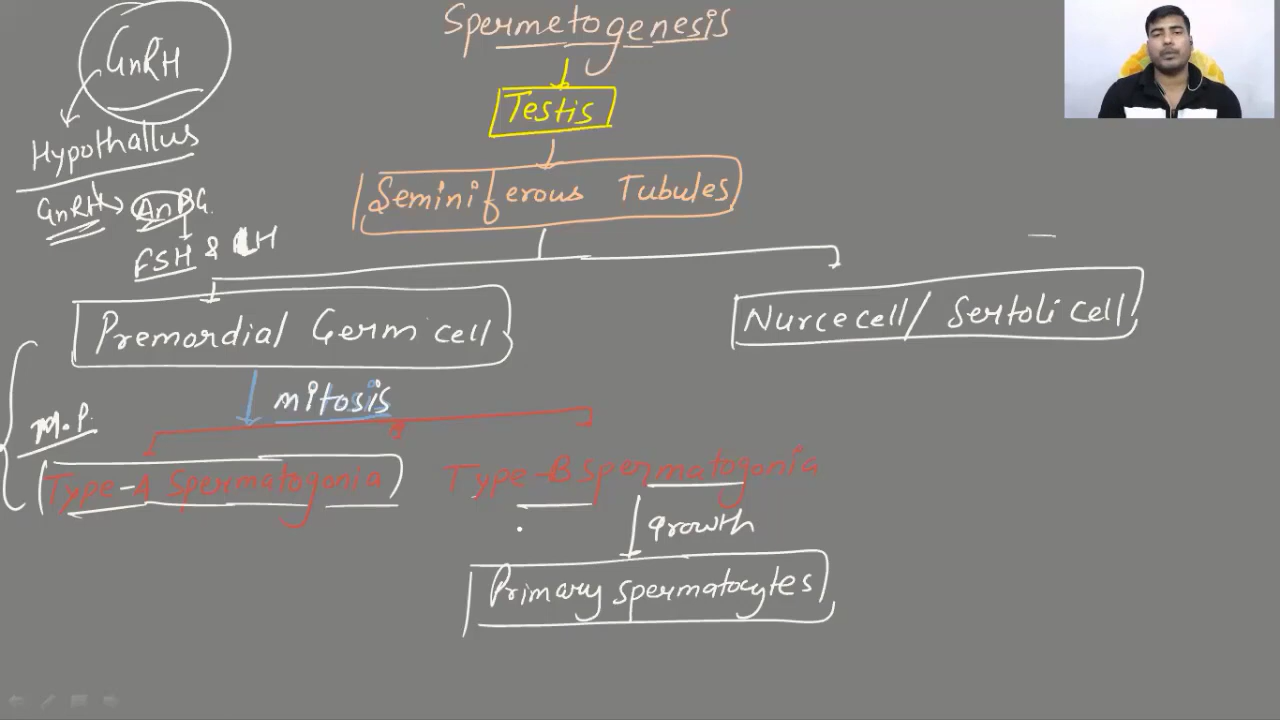 Spermetogenesis
GnRH
Testis
Hypothallus
Seminiferous Tubules
GnRH
FSH & LH
Premordial Germ cell
Nurcecell/ Sertoli cell
mitosis
M.P.
Type-A Spermatogonia
Type-B spermatogonia
growth
Primary spermatocytes